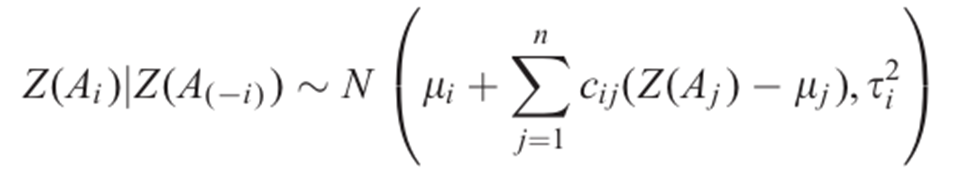 Z(A_i)|Z(A_{(-i)}) ∼ N ( μ_i + ∑_{j=1}^{n} c_{ij}(Z(A_j) − μ_j), τ_i^2 )